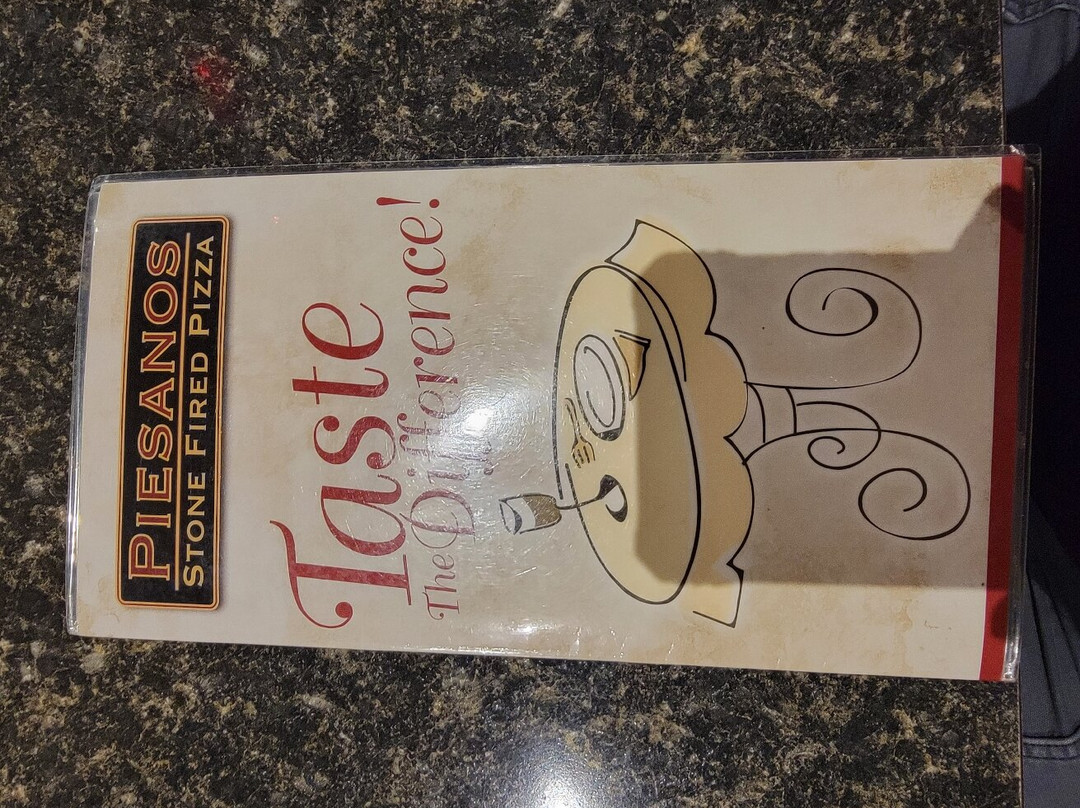 PIESANOS
STONE FIRED PIZZA
Taste
The Difference!